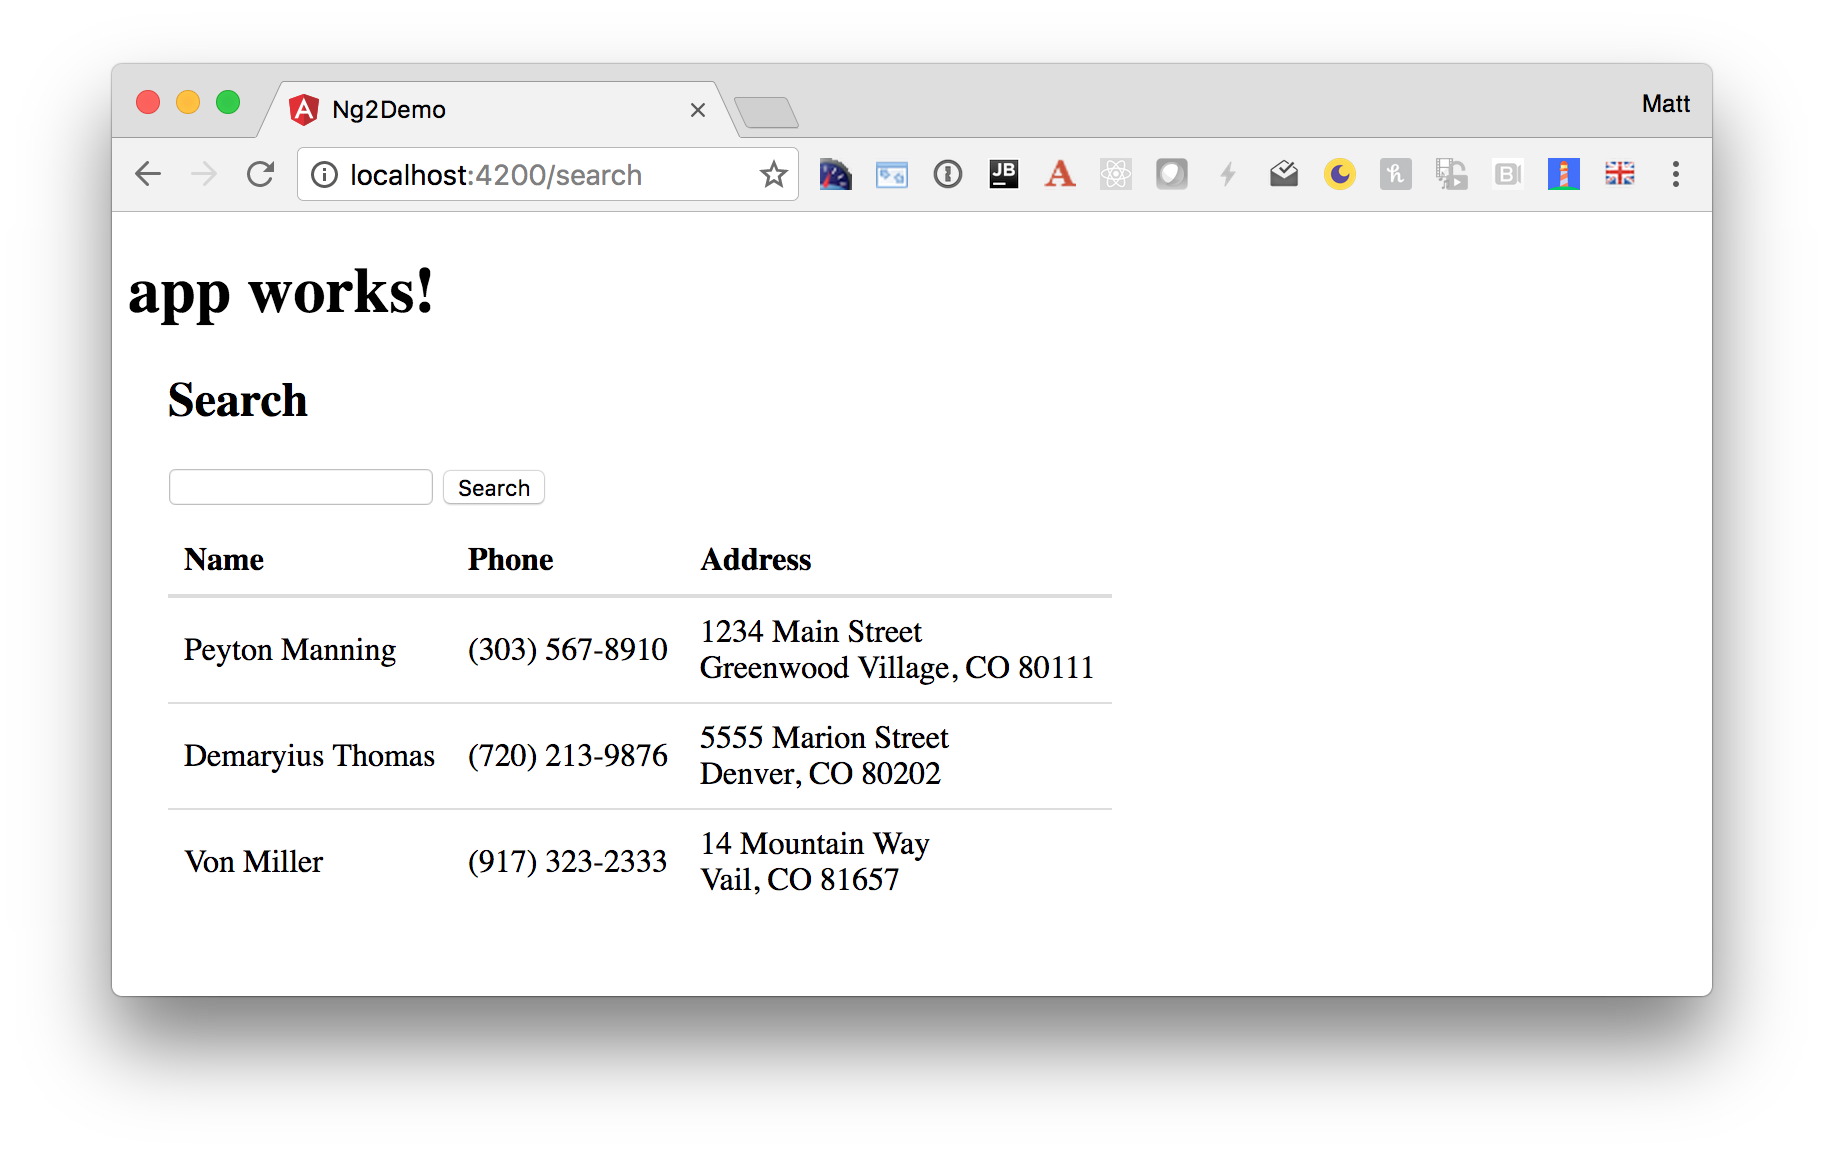 Ng2Demo
Matt
localhost:4200/search
JB
app works!
Search
Search
Name Phone Address
Peyton Manning (303) 567-8910 1234 Main Street
Greenwood Village, CO 80111
Demaryius Thomas (720) 213-9876 5555 Marion Street
Denver, CO 80202
Von Miller (917) 323-2333 14 Mountain Way
Vail, CO 81657